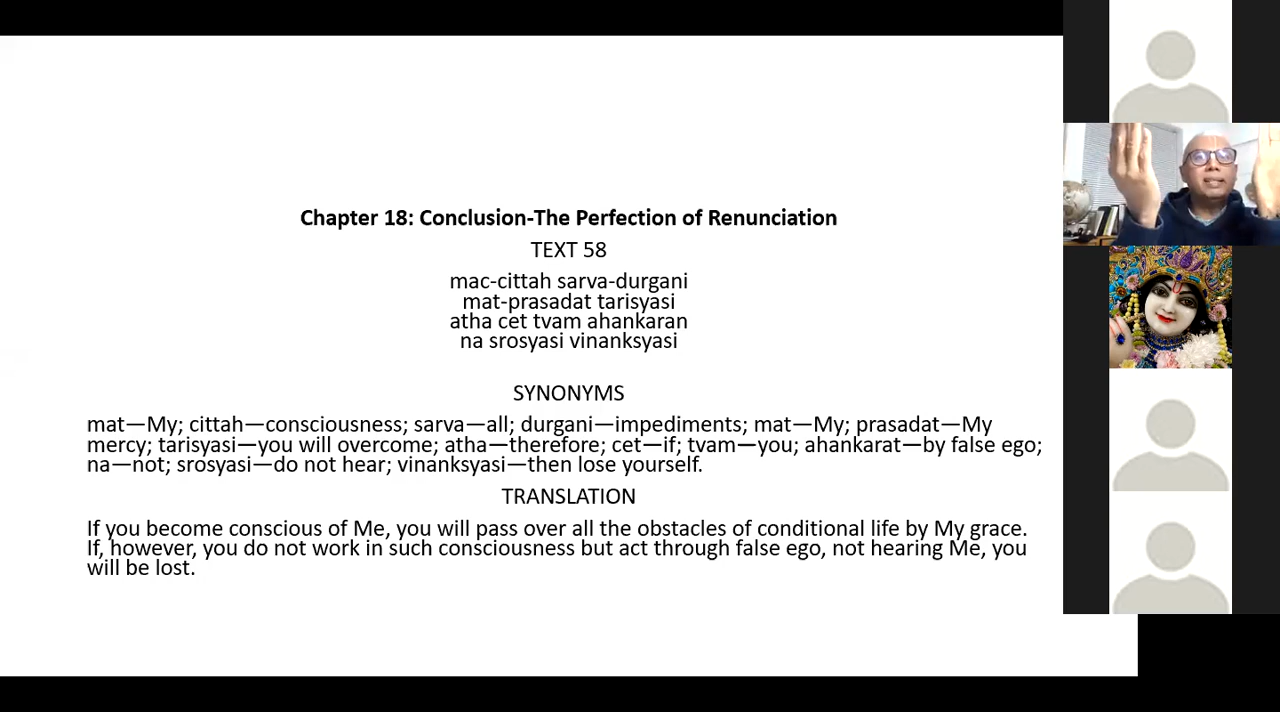 Chapter 18: Conclusion-The Perfection of Renunciation
TEXT 58
mac-cittah sarva-durgani
mat-prasadat tarisyasi
atha cet tvam ahankaran
na srosyasi vinanksyasi
SYNONYMS
mat—My; cittah—consciousness; sarva—all; durgani—impediments; mat—My; prasadat—My
mercy; tarisyasi—you will overcome; atha—therefore; cet—if; tvam—you; ahankarat—by false ego;
na—not; srosyasi—do not hear; vinanksyasi—then lose yourself.
TRANSLATION
If you become conscious of Me, you will pass over all the obstacles of conditional life by My grace.
If, however, you do not work in such consciousness but act through false ego, not hearing Me, you
will be lost.